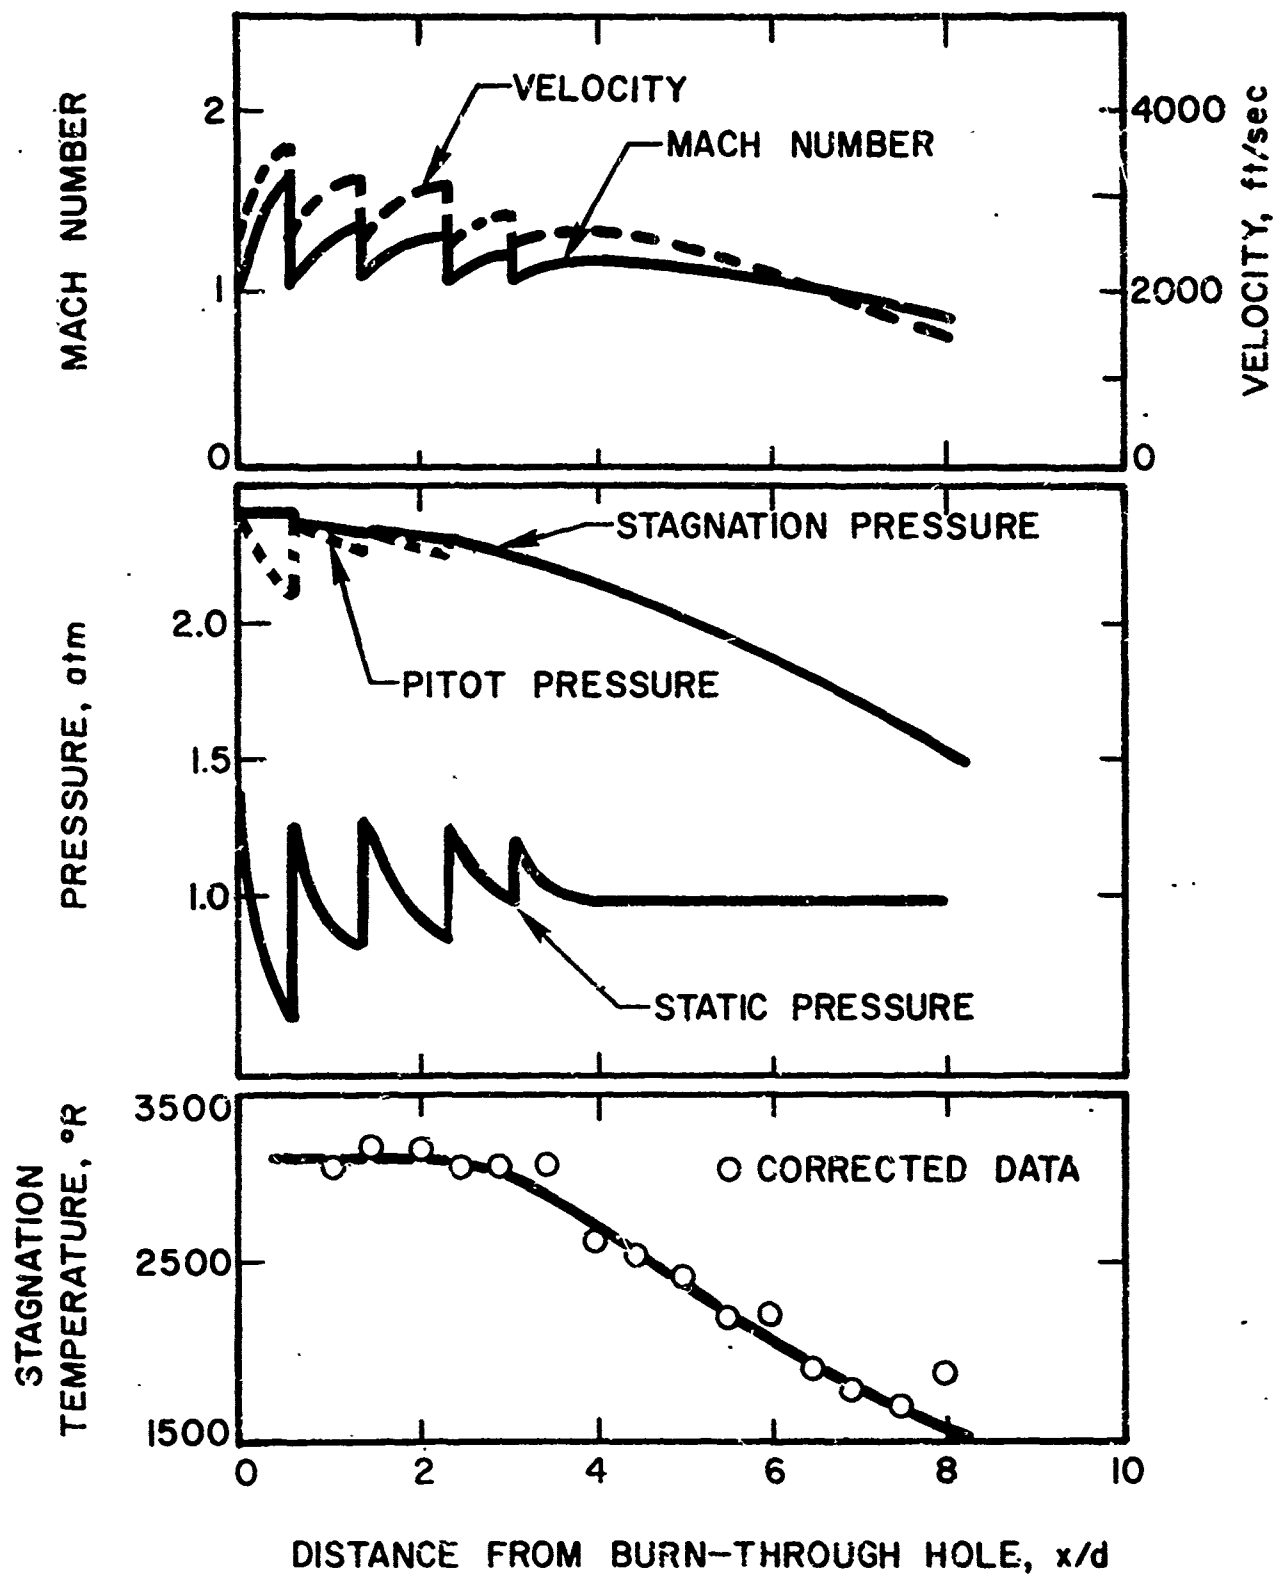 VELOCITY
MACH NUMBER
2
1
0
MACH NUMBER
4000
2000
0
VELOCITY, ft/sec
STAGNATION PRESSURE
PITOT PRESSURE
STATIC PRESSURE
2.0
1.5
1.0
PRESSURE, atm
3500
2500
1500
STAGNATION
TEMPERATURE, °R
O CORRECTED DATA
0 2 4 6 8 10
DISTANCE FROM BURN-THROUGH HOLE, x/d